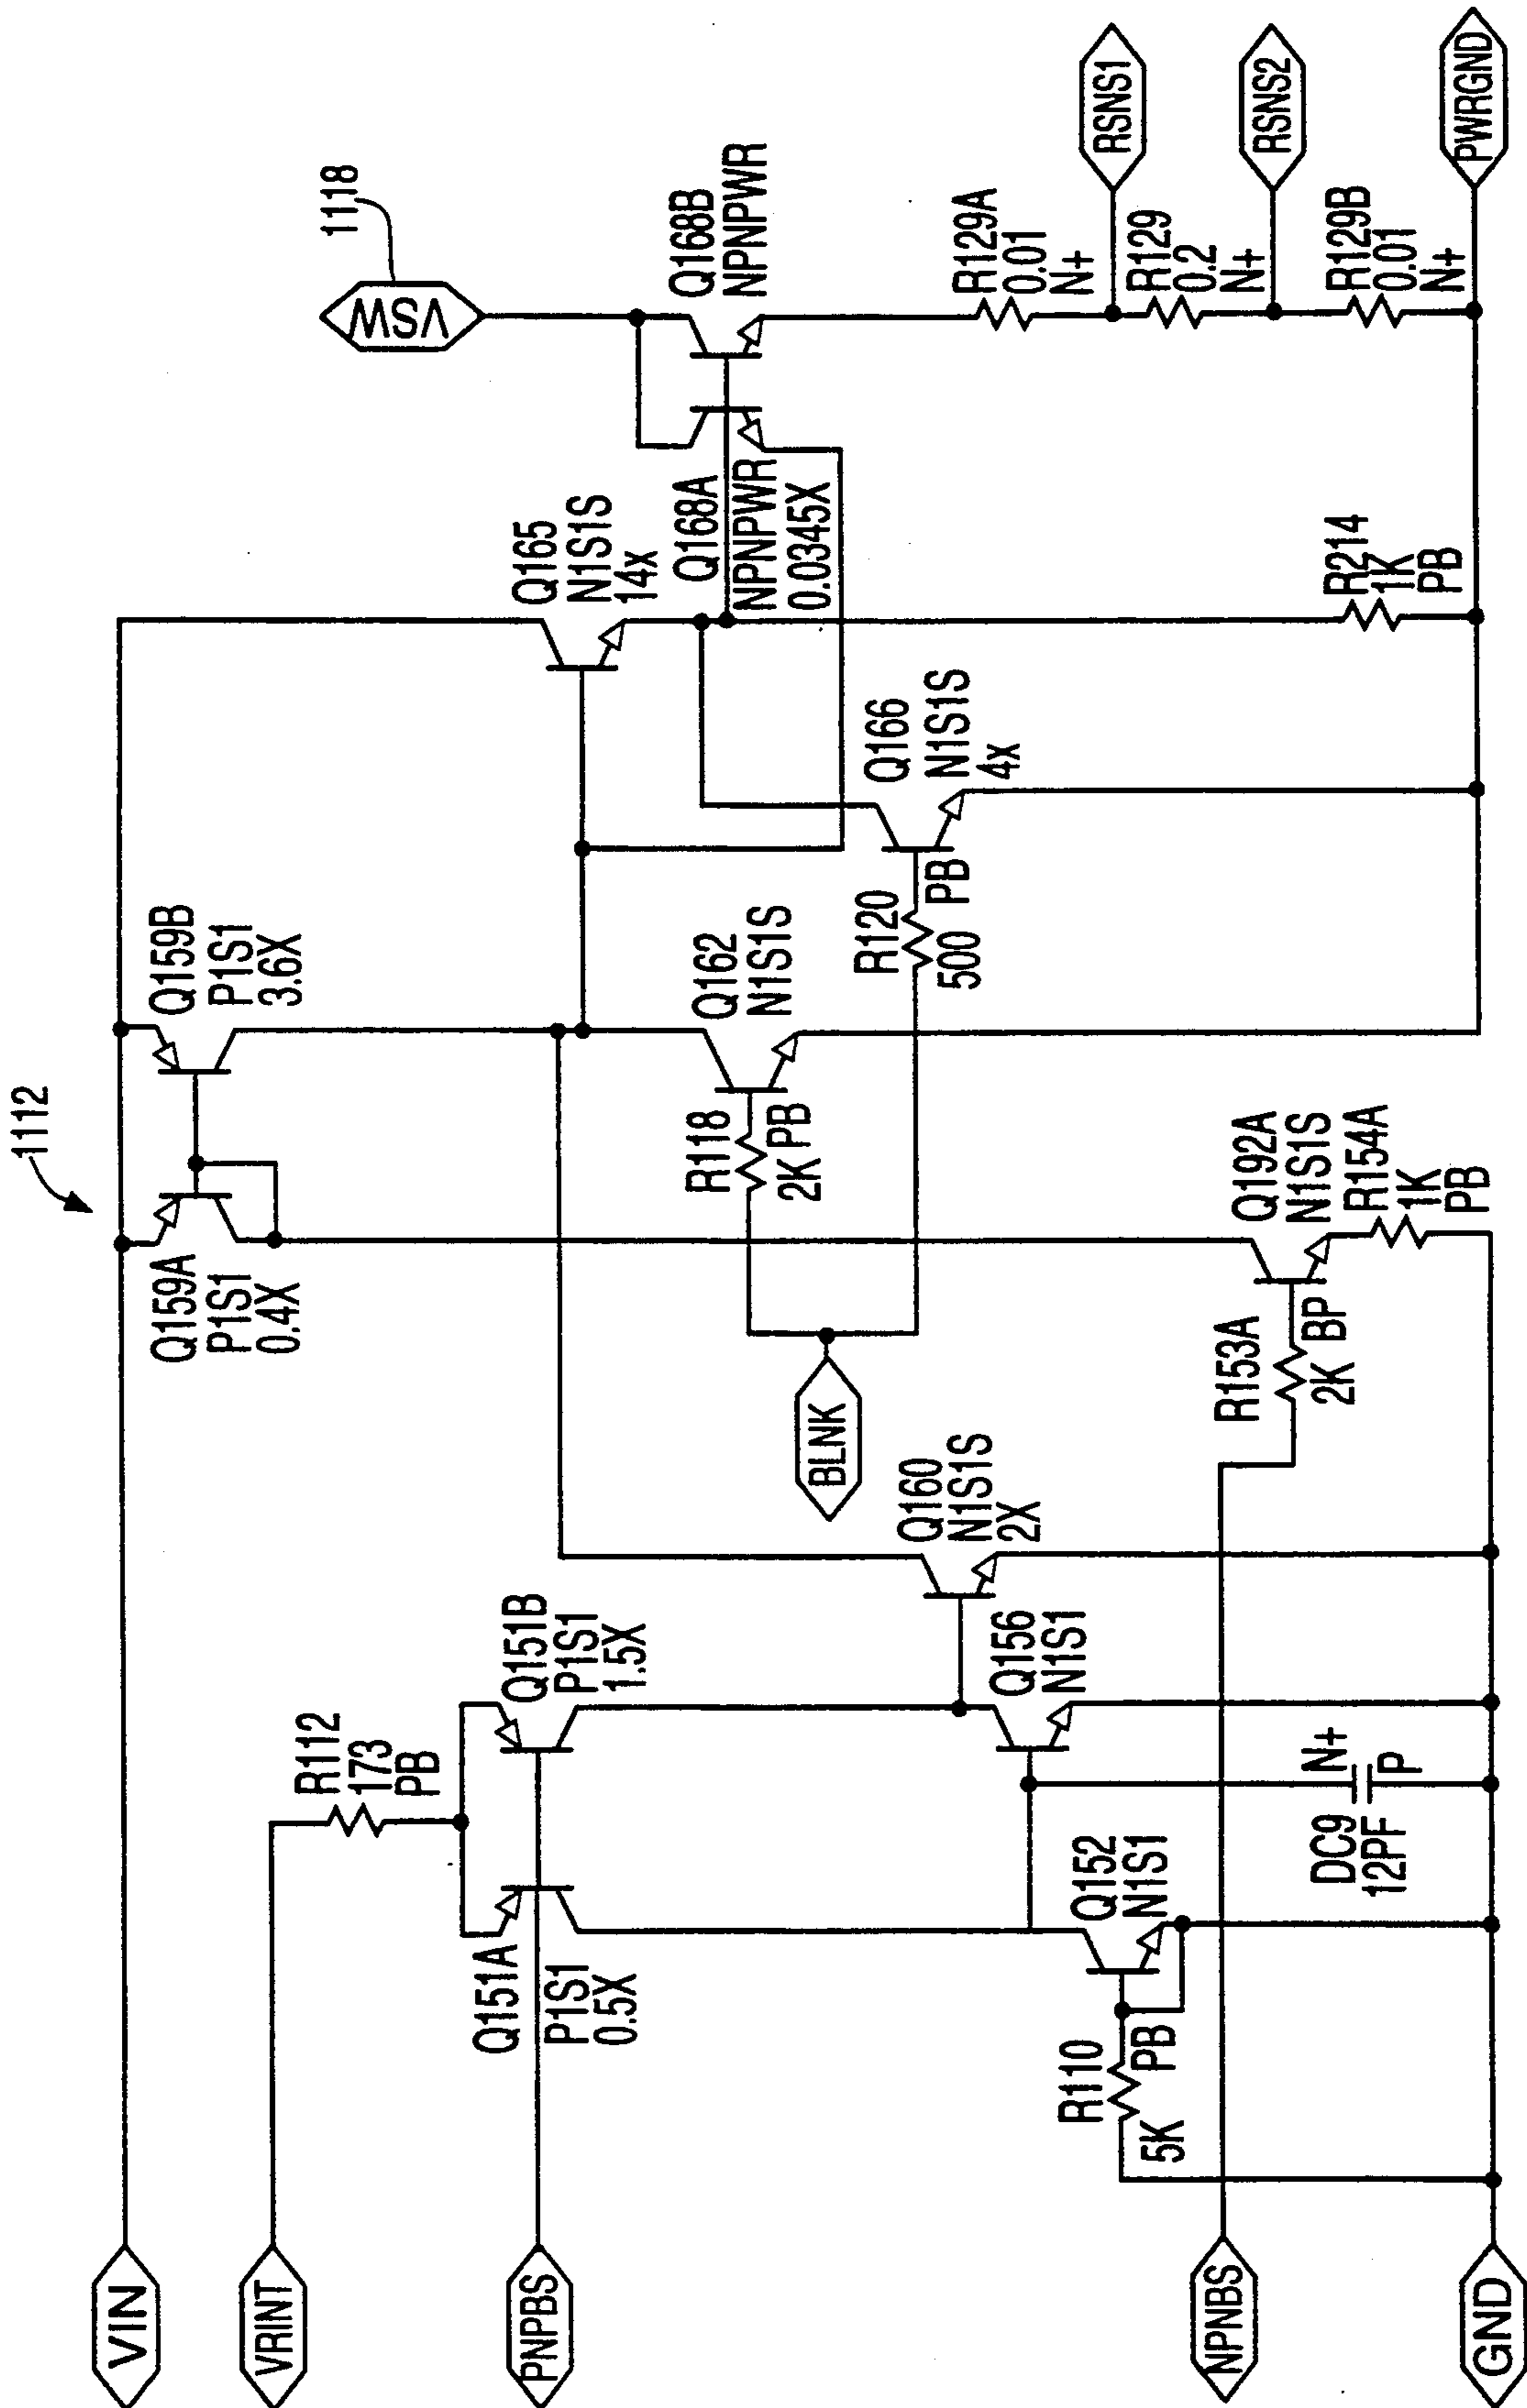 1112
VIN
VRINT
PNPBS
NPNBS
GND
R112
173
PB
Q151A
P1S1
0.5X
Q151B
P1S1
1.5X
Q152
N1S1
R110
5K
PB
DC9
12PF
N+
P
Q156
N1S1
Q160
N1S1S
2X
BLNK
Q159A
P1S1
0.4X
Q159B
P1S1
3.6X
R118
2K PB
Q162
N1S1S
R120
500
PB
Q166
N1S1S
4x
R153A
2K BP
Q192A
N1S1S
R154A
1K
PB
Q165
N1S1S
14x
Q168A
NPNPWR
0.0345X
Q168B
NPNPWR
VSW
1118
R214
1K
PB
R129A
0.01
N+
R129
0.2
N+
R129B
0.01
N+
RSNS1
RSNS2
PWRGND